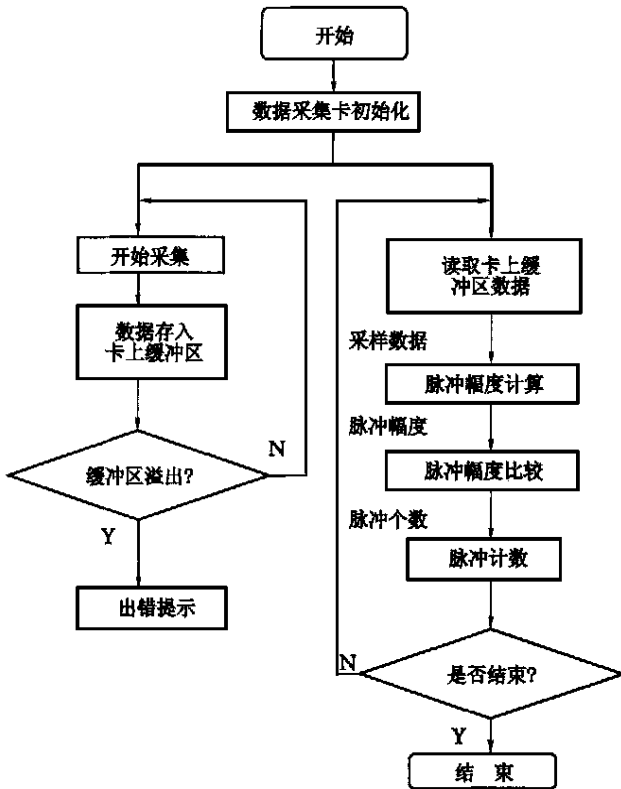 开始
数据采集卡初始化
开始采集
数据存入
卡上缓冲区
缓冲区溢出?
N
Y
出错提示
读取卡上缓
冲区数据
采样数据
脉冲幅度计算
脉冲幅度
脉冲幅度比较
脉冲个数
脉冲计数
是否结束?
N
Y
结 束